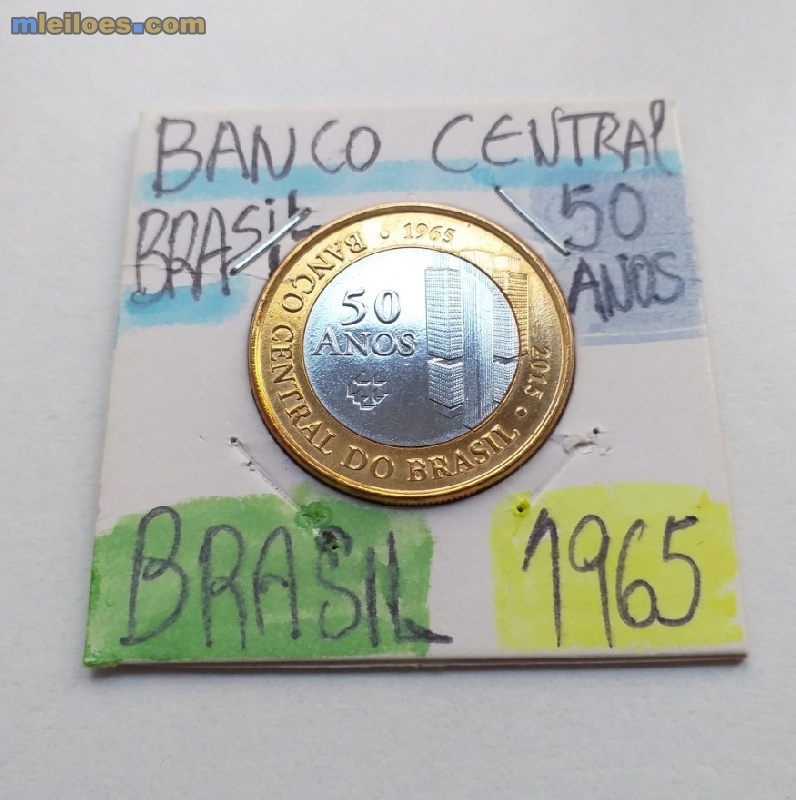 mleiloes.com
BANCO CENTRAL
BRASIL
50
ANOS
BANCO CENTRAL DO BRASIL • 1965
2015 •
50
ANOS
BRASIL
1965